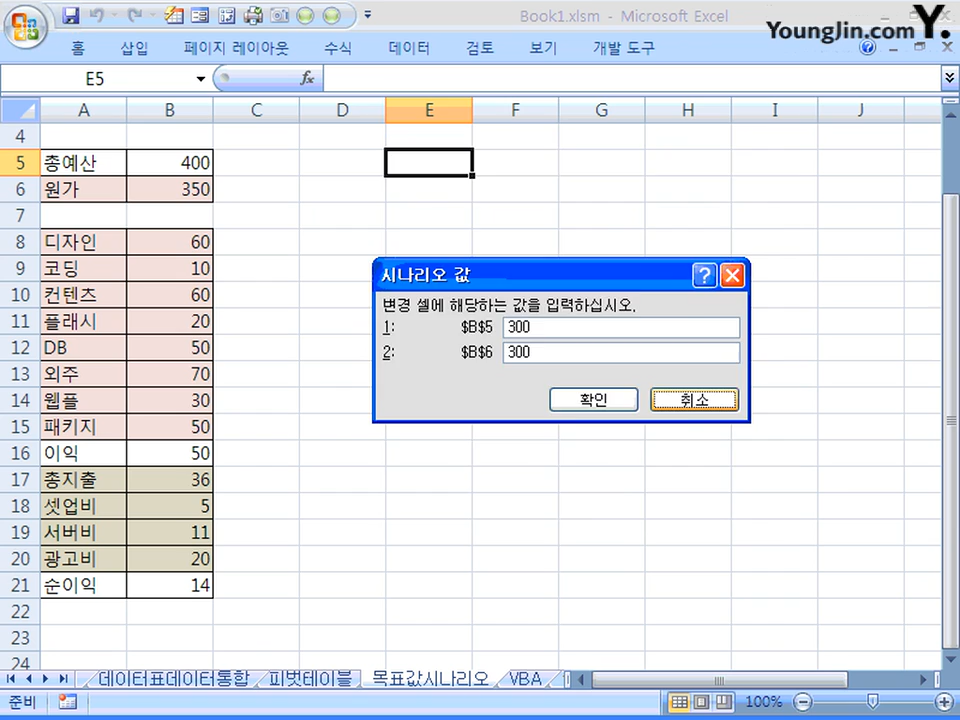 Book1.xlsm - Microsoft Excel
YoungJin.com Y.
홈 삽입 페이지 레이아웃 수식 데이터 검토 보기 개발 도구
E5 fx
A B C D E F G H I J
4
5 총예산 400
6 원가 350
7
8 디자인 60
9 코딩 10
10 컨텐츠 60
11 플래시 20
12 DB 50
13 외주 70
14 웹플 30
15 패키지 50
16 이익 50
17 총지출 36
18 셋업비 5
19 서버비 11
20 광고비 20
21 순이익 14
22
23
24
시나리오 값
변경 셀에 해당하는 값을 입력하십시오.
1: $B$5 300
2: $B$6 300
확인 취소
데이터표데이터통합 피벗테이블 목표값시나리오 VBA
준비 100%